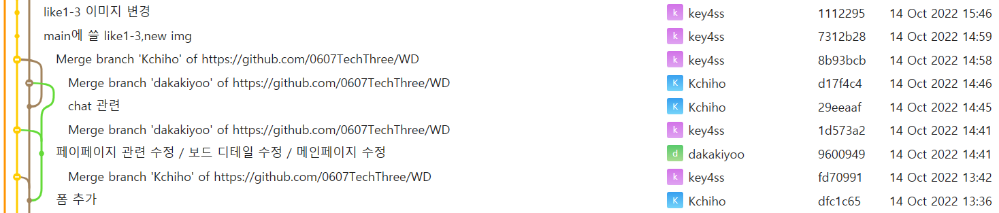 like1-3 이미지 변경 k key4ss 1112295 14 Oct 2022 15:46
main에 쓸 like1-3,new img k key4ss 7312b28 14 Oct 2022 14:59
Merge branch 'Kchiho' of https://github.com/0607TechThree/WD k key4ss 8b93bcb 14 Oct 2022 14:58
Merge branch 'dakakiyoo' of https://github.com/0607TechThree/WD K Kchiho d17f4c4 14 Oct 2022 14:46
chat 관련 K Kchiho 29eeaaf 14 Oct 2022 14:45
Merge branch 'dakakiyoo' of https://github.com/0607TechThree/WD k key4ss 1d573a2 14 Oct 2022 14:41
페이페이지 관련 수정 / 보드 디테일 수정 / 메인페이지 수정 d dakakiyoo 9600949 14 Oct 2022 14:41
Merge branch 'Kchiho' of https://github.com/0607TechThree/WD k key4ss fd70991 14 Oct 2022 13:42
폼 추가 K Kchiho dfc1c65 14 Oct 2022 13:36